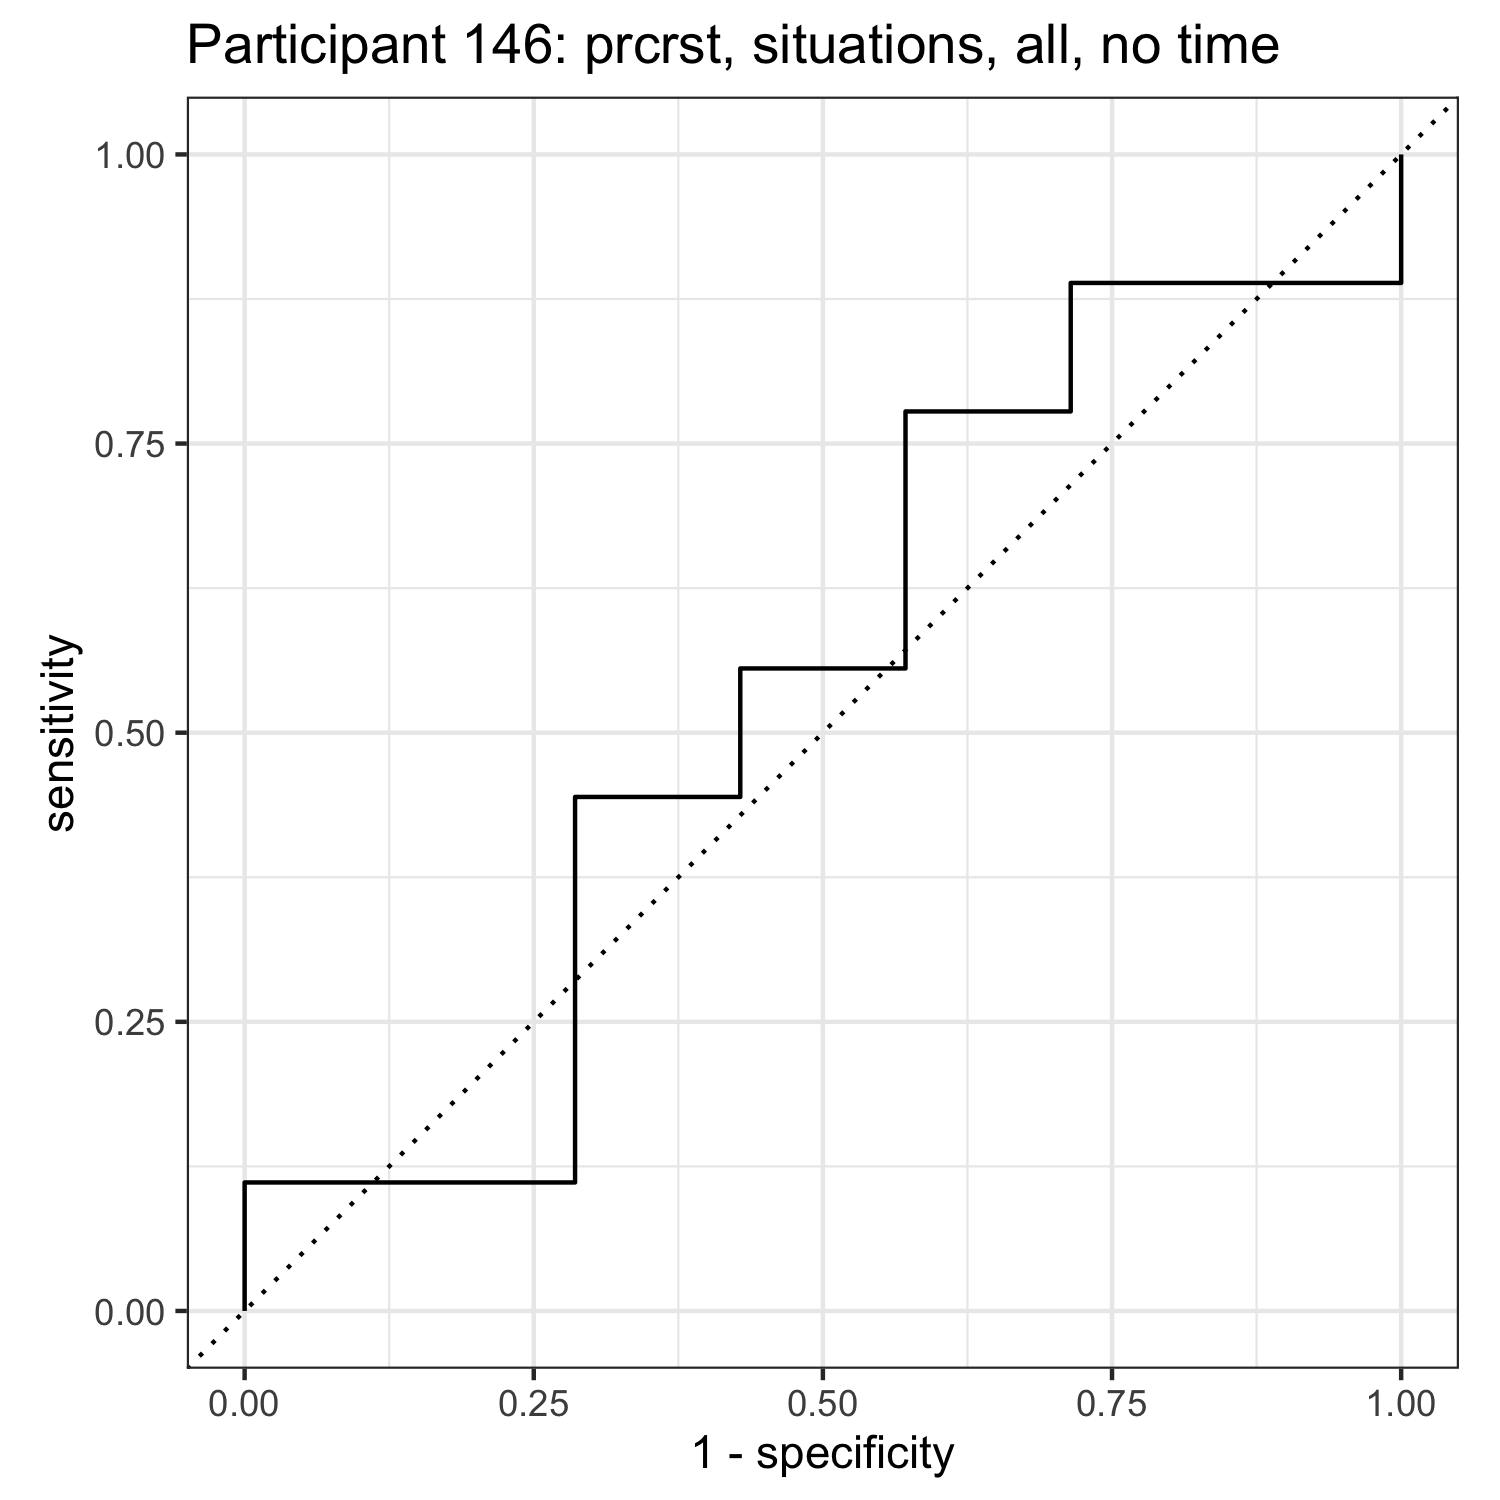 Participant 146: prcrst, situations, all, no time
1.00
0.75
0.50
0.25
0.00
sensitivity
0.00 0.25 0.50 0.75 1.00
1 - specificity